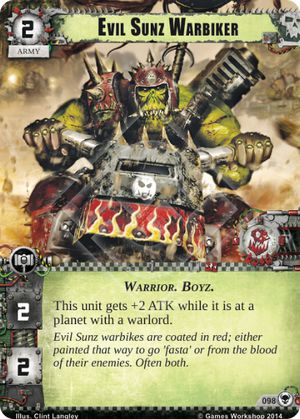 2
EVIL SUNZ WARBIKER
ARMY
WARRIOR. BOYZ.
2
This unit gets +2 ATK while it is at a
planet with a warlord.
2
Evil Sunz warbikes are coated in red; either
painted that way to go 'fasta' or from the blood
of their enemies. Often both.
098
Illus. Clint Langley
© Games Workshop 2014